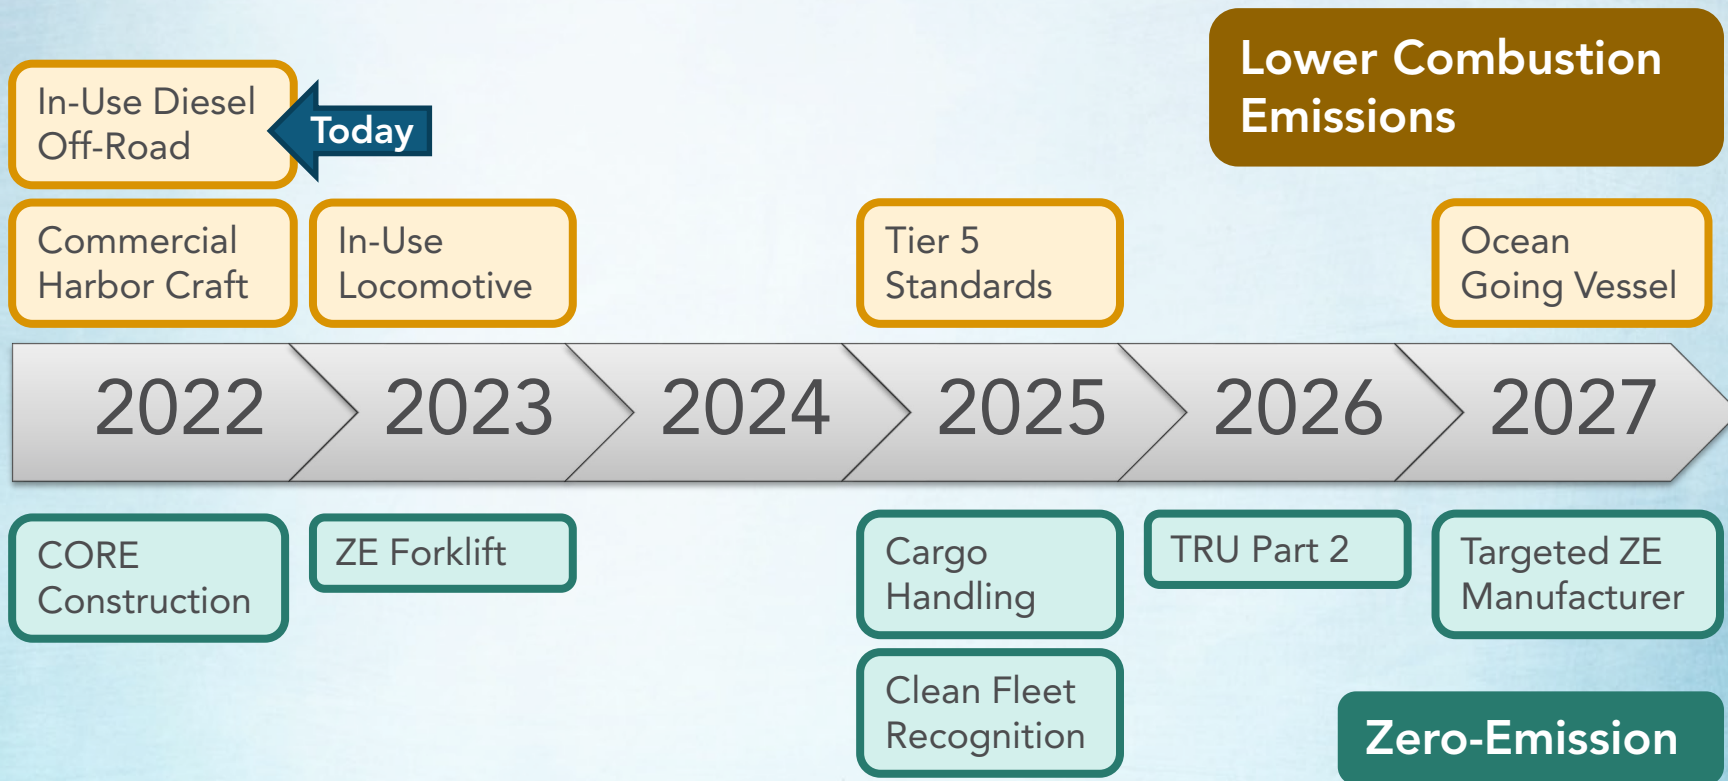 Lower Combustion
Emissions
In-Use Diesel
Off-Road
Today
Commercial
Harbor Craft
In-Use
Locomotive
Tier 5
Standards
Ocean
Going Vessel
2022
2023
2024
2025
2026
2027
CORE
Construction
ZE Forklift
Cargo
Handling
TRU Part 2
Targeted ZE
Manufacturer
Clean Fleet
Recognition
Zero-Emission